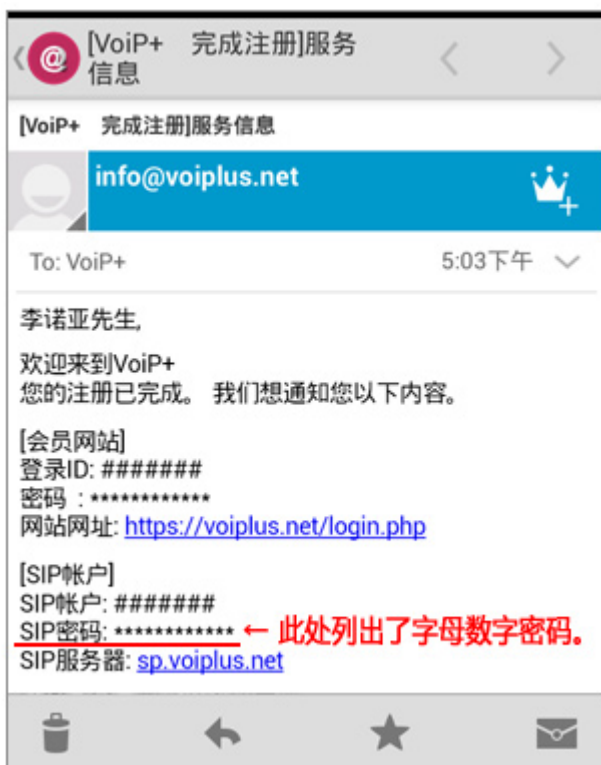 [VoiP+　完成注册]服务
信息
[VoiP+　完成注册]服务信息
info@voiplus.net
To: VoiP+ 5:03下午
李诺亚先生,
欢迎来到VoiP+
您的注册已完成。 我们想通知您以下内容。
[会员网站]
登录ID: #######
密码 : ************
网站网址: https://voiplus.net/login.php
[SIP帐户]
SIP帐户: #######
SIP密码: ************ ← 此处列出了字母数字密码。
SIP服务器: sp.voiplus.net